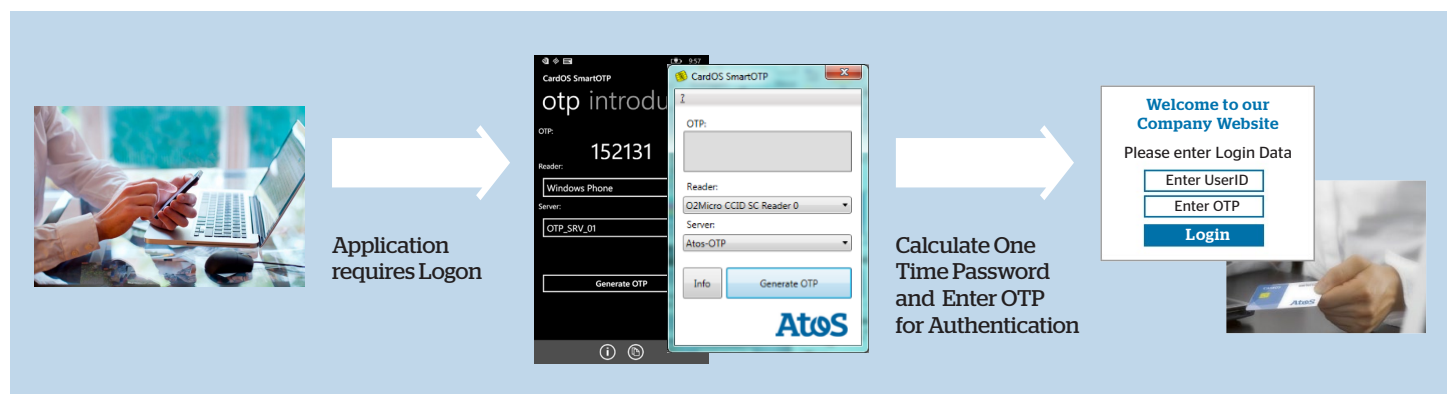 Application
requires Logon
9:57
CardOS SmartOTP
otp introdu
OTP:
152131
Reader:
Windows Phone
Server:
OTP_SRV_01
Generate OTP
CardOS SmartOTP
?
OTP:
Reader:
O2Micro CCID SC Reader 0
Server:
Atos-OTP
Info
Generate OTP
Atos
Calculate One
Time Password
and Enter OTP
for Authentication
Welcome to our
Company Website
Please enter Login Data
Enter UserID
Enter OTP
Login
Atos